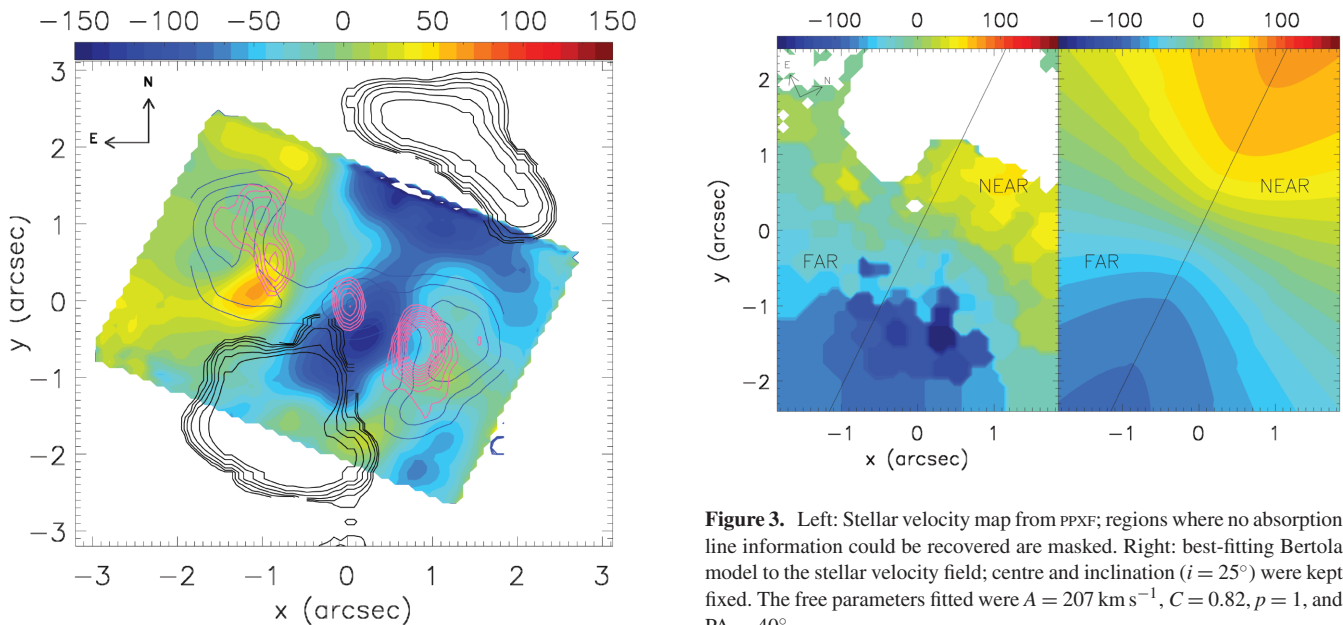 −150 −100 −50 0 50 100 150
3
2
1
0
−1
−2
−3
y (arcsec)
N
E
−3 −2 −1 0 1 2 3
x (arcsec)
−100 0 100 −100 0 100
2
1
0
−1
−2
y (arcsec)
E
N
NEAR
FAR
NEAR
FAR
−1 0 1 −1 0 1
x (arcsec)
Figure 3. Left: Stellar velocity map from PPXF; regions where no absorption
line information could be recovered are masked. Right: best-fitting Bertola
model to the stellar velocity field; centre and inclination (i = 25°) were kept
fixed. The free parameters fitted were A = 207 km s⁻¹, C = 0.82, p = 1, and